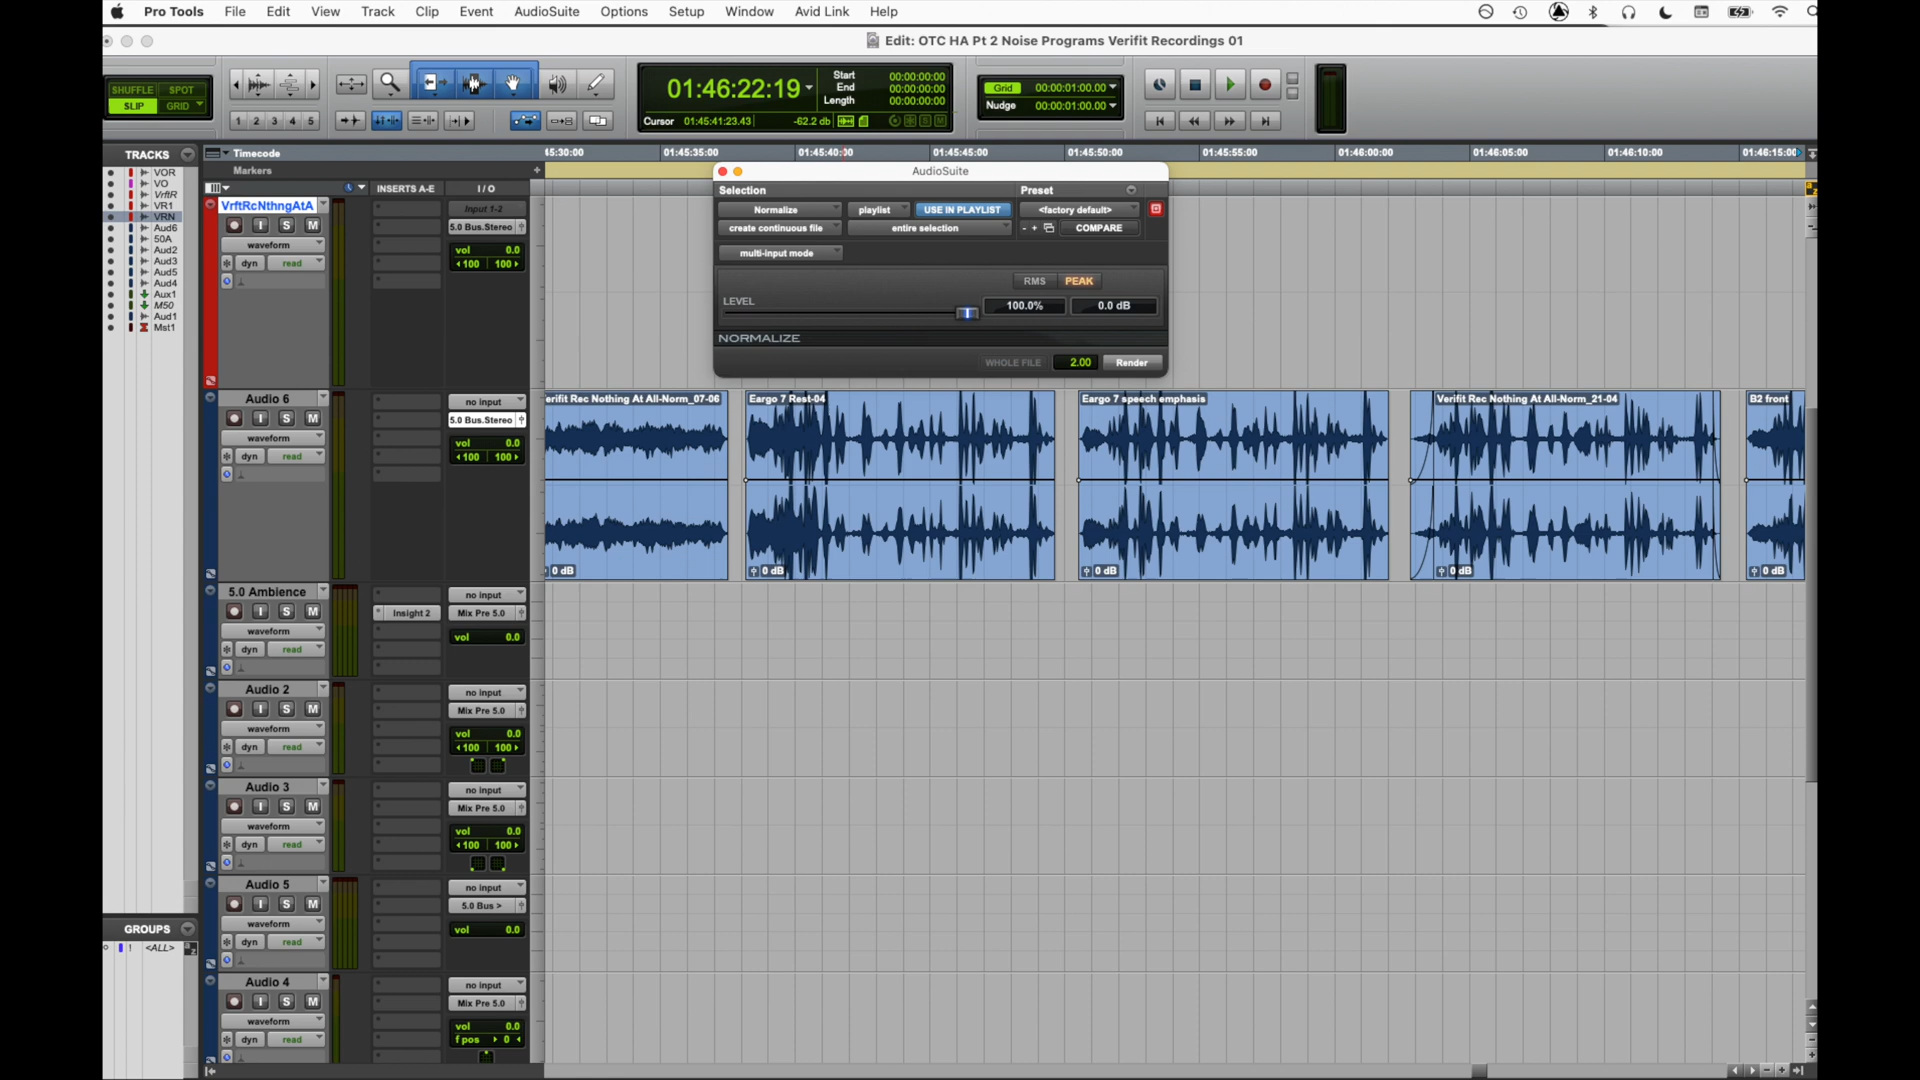 Pro Tools File Edit View Track Clip Event AudioSuite Options Setup Window Avid Link Help
Edit: OTC HA Pt 2 Noise Programs Verifit Recordings 01
SHUFFLE SPOT
SLIP GRID
1 2 3 4 5
01:46:22:19
Start 00:00:00:00
End 00:00:00:00
Length 00:00:00:00
Cursor 01:45:41:23.43 -62.2 db
Grid 00:00:01:00.00
Nudge 00:00:01:00.00
TRACKS
VOR
VO
VrftR
VR1
VRN
Aud6
50A
Aud2
Aud3
Aud5
Aud4
Aux1
M50
Aud1
Mst1
GROUPS
! <ALL>
Timecode
Markers
INSERTS A-E I / O
45:30:00 01:45:35:00 01:45:40:00 01:45:45:00 01:45:50:00 01:45:55:00 01:46:00:00 01:46:05:00 01:46:10:00 01:46:15:00
AudioSuite
Selection Preset
Normalize playlist USE IN PLAYLIST <factory default>
create continuous file entire selection - + COMPARE
multi-input mode
RMS PEAK
LEVEL 100.0% 0.0 dB
NORMALIZE
WHOLE FILE 2.00 Render
VrftRcNthngAtA
I S M
waveform
dyn read
Input 1-2
5.0 Bus.Stereo
vol 0.0
100 100
Audio 6
I S M
waveform
dyn read
no input
5.0 Bus.Stereo
vol 0.0
100 100
erifit Rec Nothing At All-Norm_07-06 Eargo 7 Rest-04 Eargo 7 speech emphasis Verifit Rec Nothing At All-Norm_21-04 B2 front
0 dB 0 dB 0 dB 0 dB 0 dB
5.0 Ambience
I S M
waveform
dyn read
Insight 2
no input
Mix Pre 5.0
vol 0.0
Audio 2
I S M
waveform
dyn read
no input
Mix Pre 5.0
vol 0.0
100 100
Audio 3
I S M
waveform
dyn read
no input
Mix Pre 5.0
vol 0.0
100 100
Audio 5
I S M
waveform
dyn read
no input
5.0 Bus >
vol 0.0
Audio 4
I S M
waveform
dyn read
no input
Mix Pre 5.0
vol 0.0
f pos 0